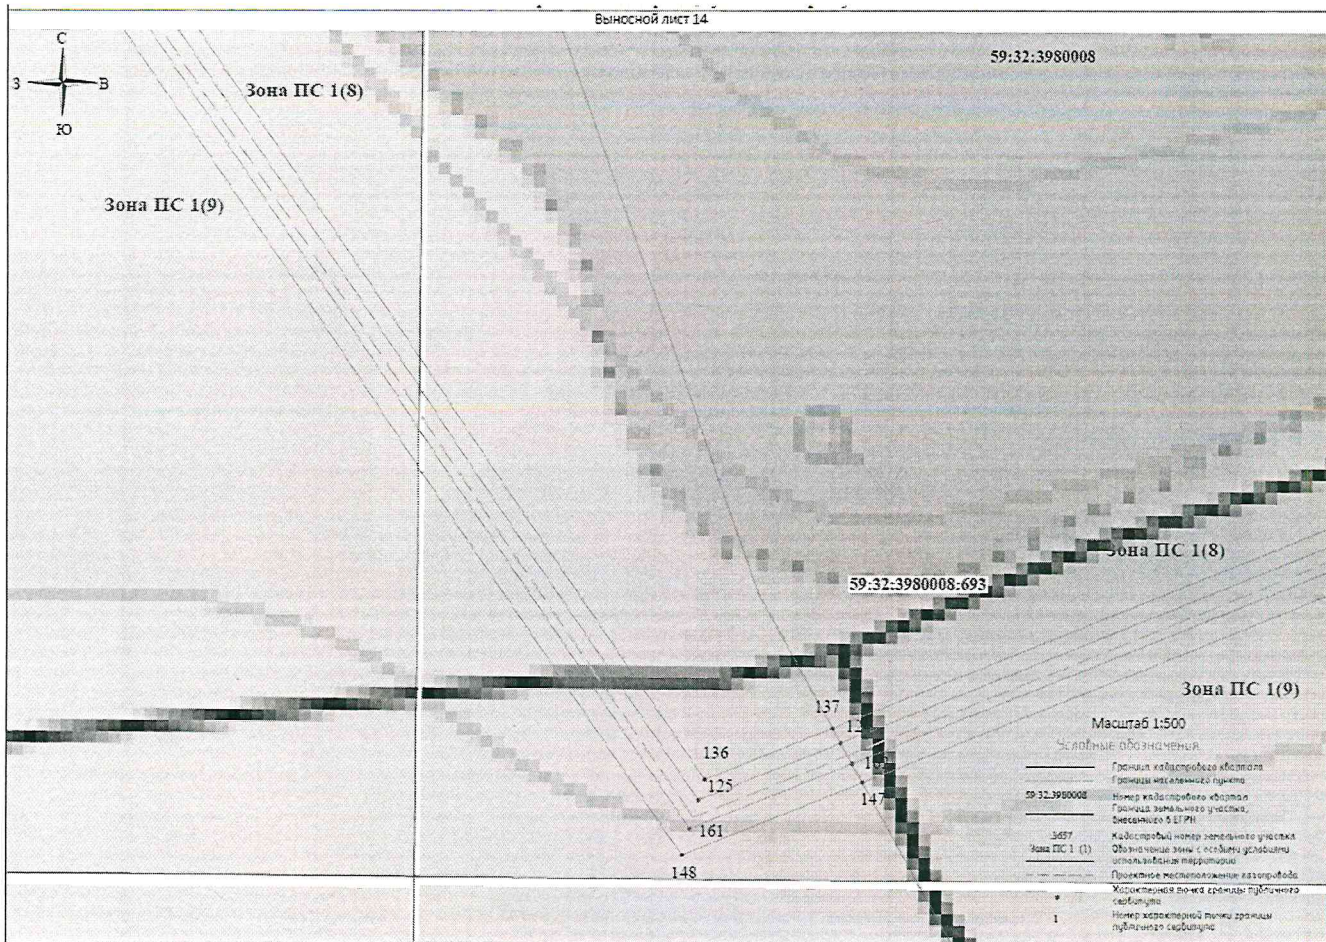 Выносной лист 14
59:32:3980008
С
З
В
Ю
Зона ПС 1(8)
Зона ПС 1(9)
Зона ПС 1(8)
59:32:3980008:693
Зона ПС 1(9)
137
136
125
147
161
148
Масштаб 1:500
Условные обозначения
Граница кадастрового квартала
Граница населенного пункта
59:32:3980008 Номер кадастрового квартал
Граница земельного участка,
внесенного в ЕГРН
:3657 Кадастровый номер земельного участка
Зона ПС 1 (1) Обозначение зоны с особыми условиями
использования территории
Проектное местоположение газопровода
Характерная точка границы публичного
сервитута
1 Номер характерной точки границы
публичного сервитута